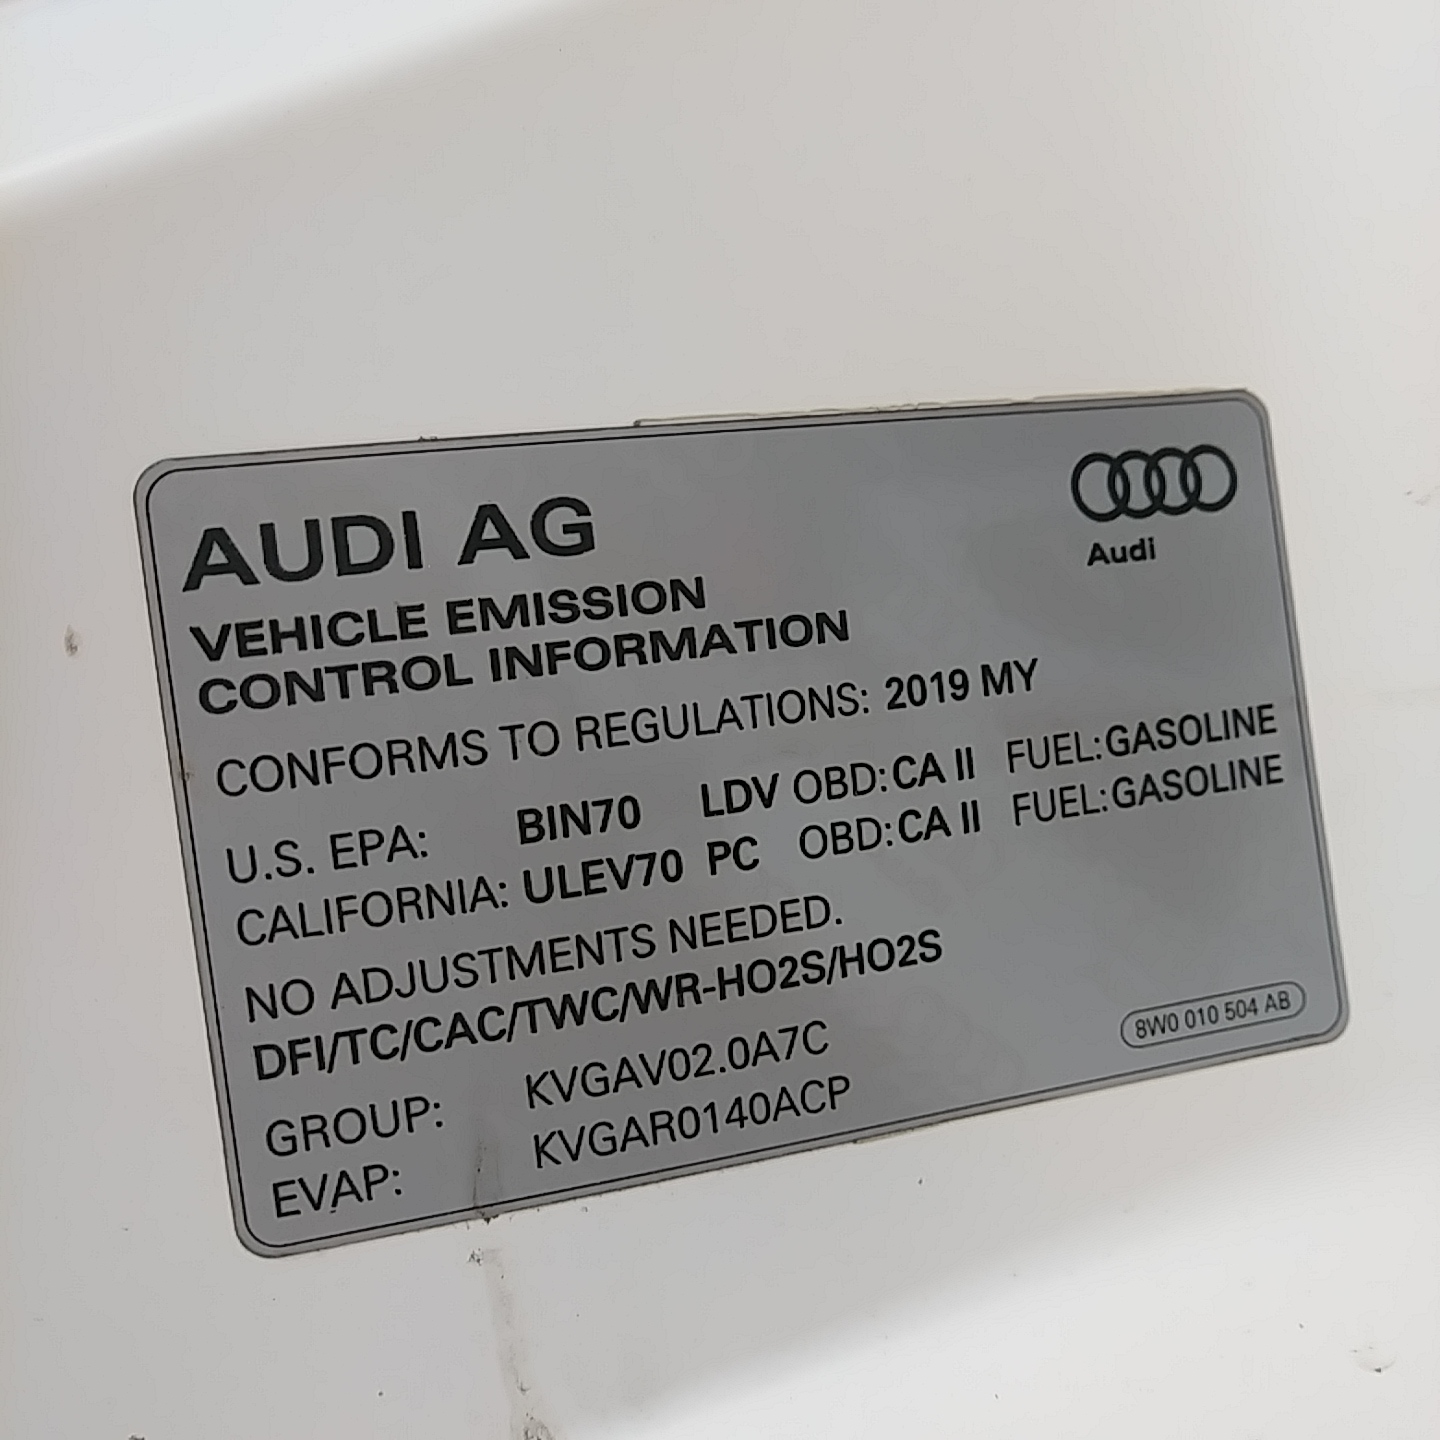 AUDI AG
Audi
VEHICLE EMISSION
CONTROL INFORMATION
CONFORMS TO REGULATIONS: 2019 MY
U.S. EPA: BIN70 LDV OBD:CA II FUEL:GASOLINE
CALIFORNIA: ULEV70 PC OBD:CA II FUEL:GASOLINE
NO ADJUSTMENTS NEEDED.
DFI/TC/CAC/TWC/WR-HO2S/HO2S
GROUP: KVGAV02.0A7C
EVAP: KVGAR0140ACP
8W0 010 504 AB